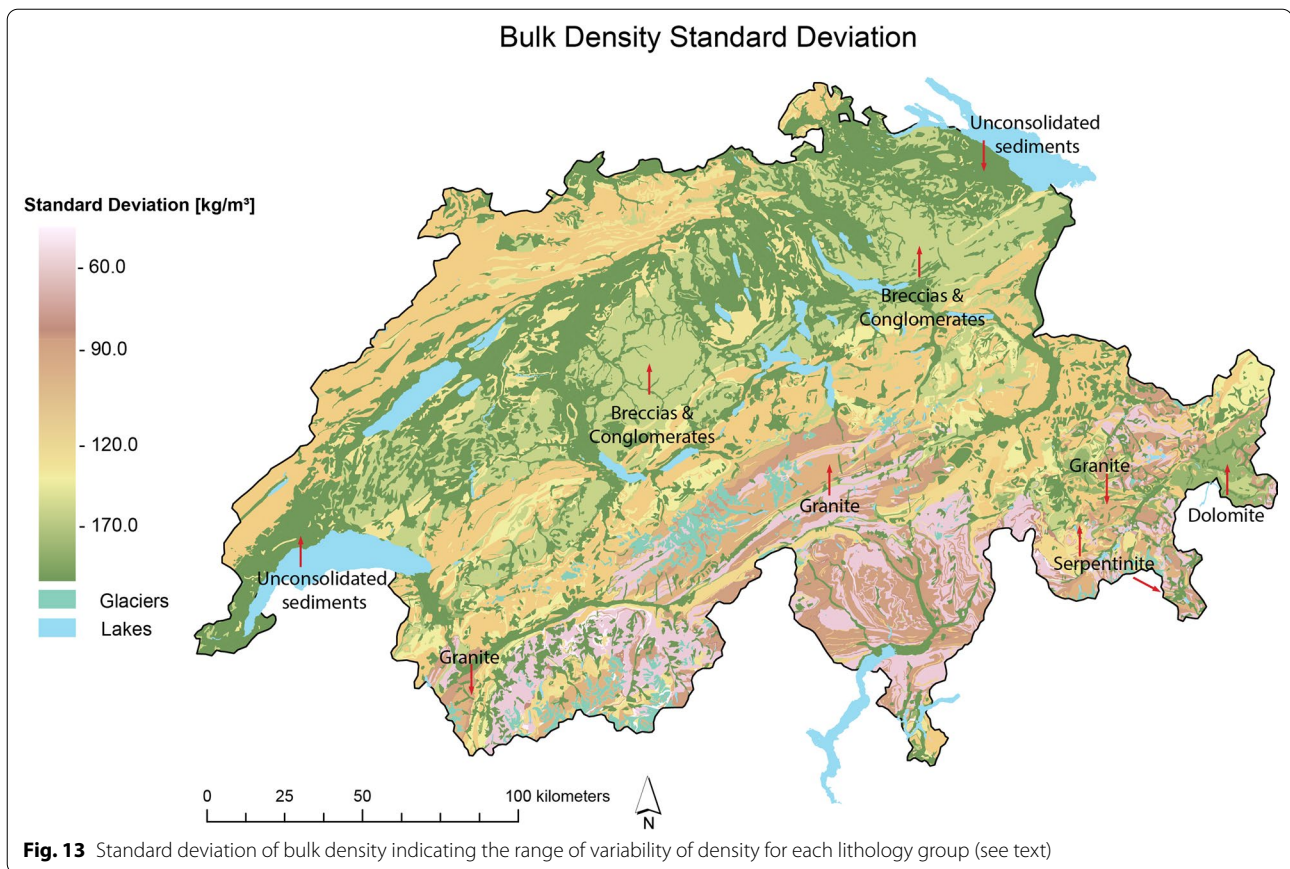 Bulk Density Standard Deviation
Unconsolidated
sediments
Standard Deviation [kg/m³]
- 60.0
- 90.0
- 120.0
- 170.0
Glaciers
Lakes
Breccias &
Conglomerates
Breccias &
Conglomerates
Granite
Granite
Dolomite
Serpentinite
Unconsolidated
sediments
Granite
0 25 50 100 kilometers
N
Fig. 13 Standard deviation of bulk density indicating the range of variability of density for each lithology group (see text)